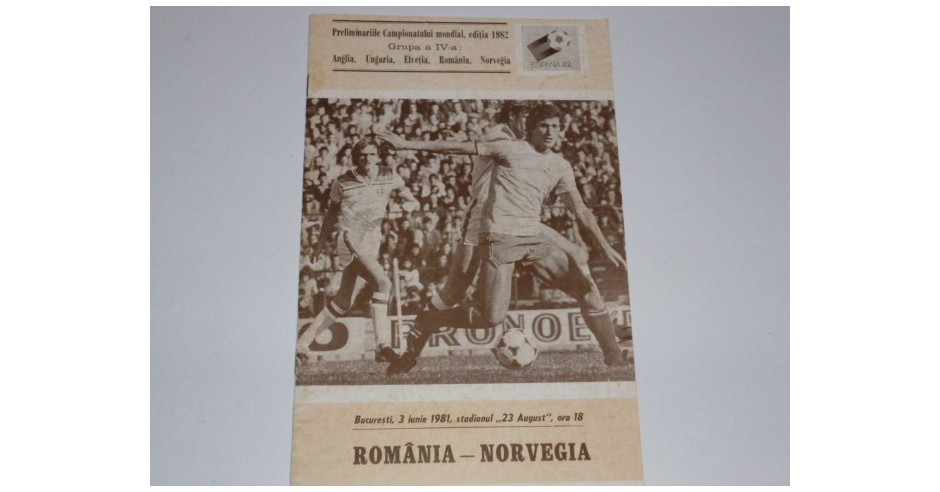 Preliminariile Campionatului mondial, ediția 1982
Grupa a IV-a:
Anglia, Ungaria, Elveția, România, Norvegia
ESPAÑA 82
PRONOE
București, 3 iunie 1981, stadionul „23 August“, ora 18
ROMÂNIA – NORVEGIA